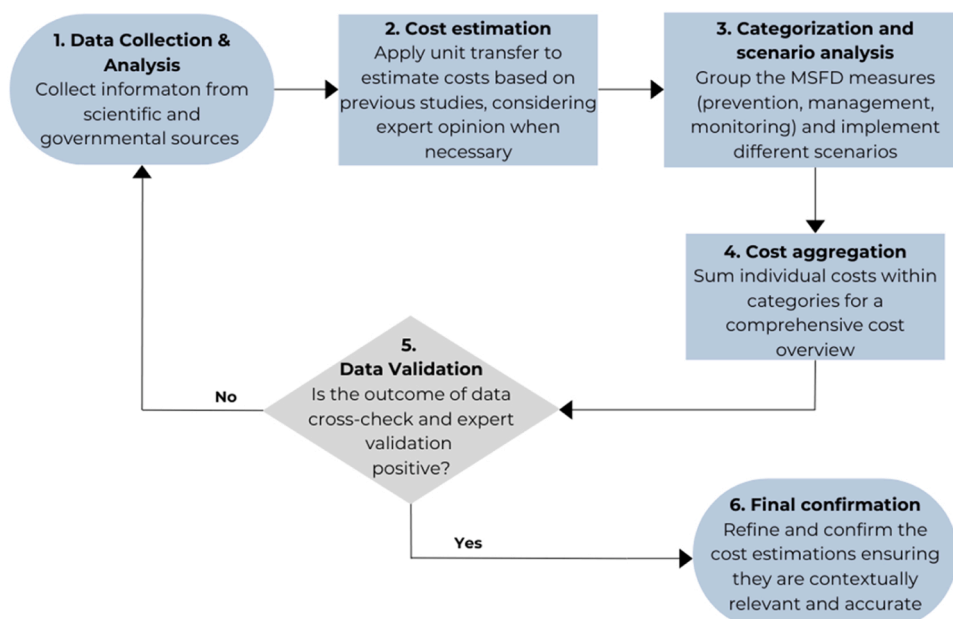 1. Data Collection &
Analysis
Collect informaton from
scientific and
governmental sources
2. Cost estimation
Apply unit transfer to
estimate costs based on
previous studies, considering
expert opinion when
necessary
3. Categorization and
scenario analysis
Group the MSFD measures
(prevention, management,
monitoring) and implement
different scenarios
4. Cost aggregation
Sum individual costs within
categories for a
comprehensive cost
overview
5.
Data Validation
Is the outcome of data
cross-check and expert
validation
positive?
No
Yes
6. Final confirmation
Refine and confirm the
cost estimations ensuring
they are contextually
relevant and accurate